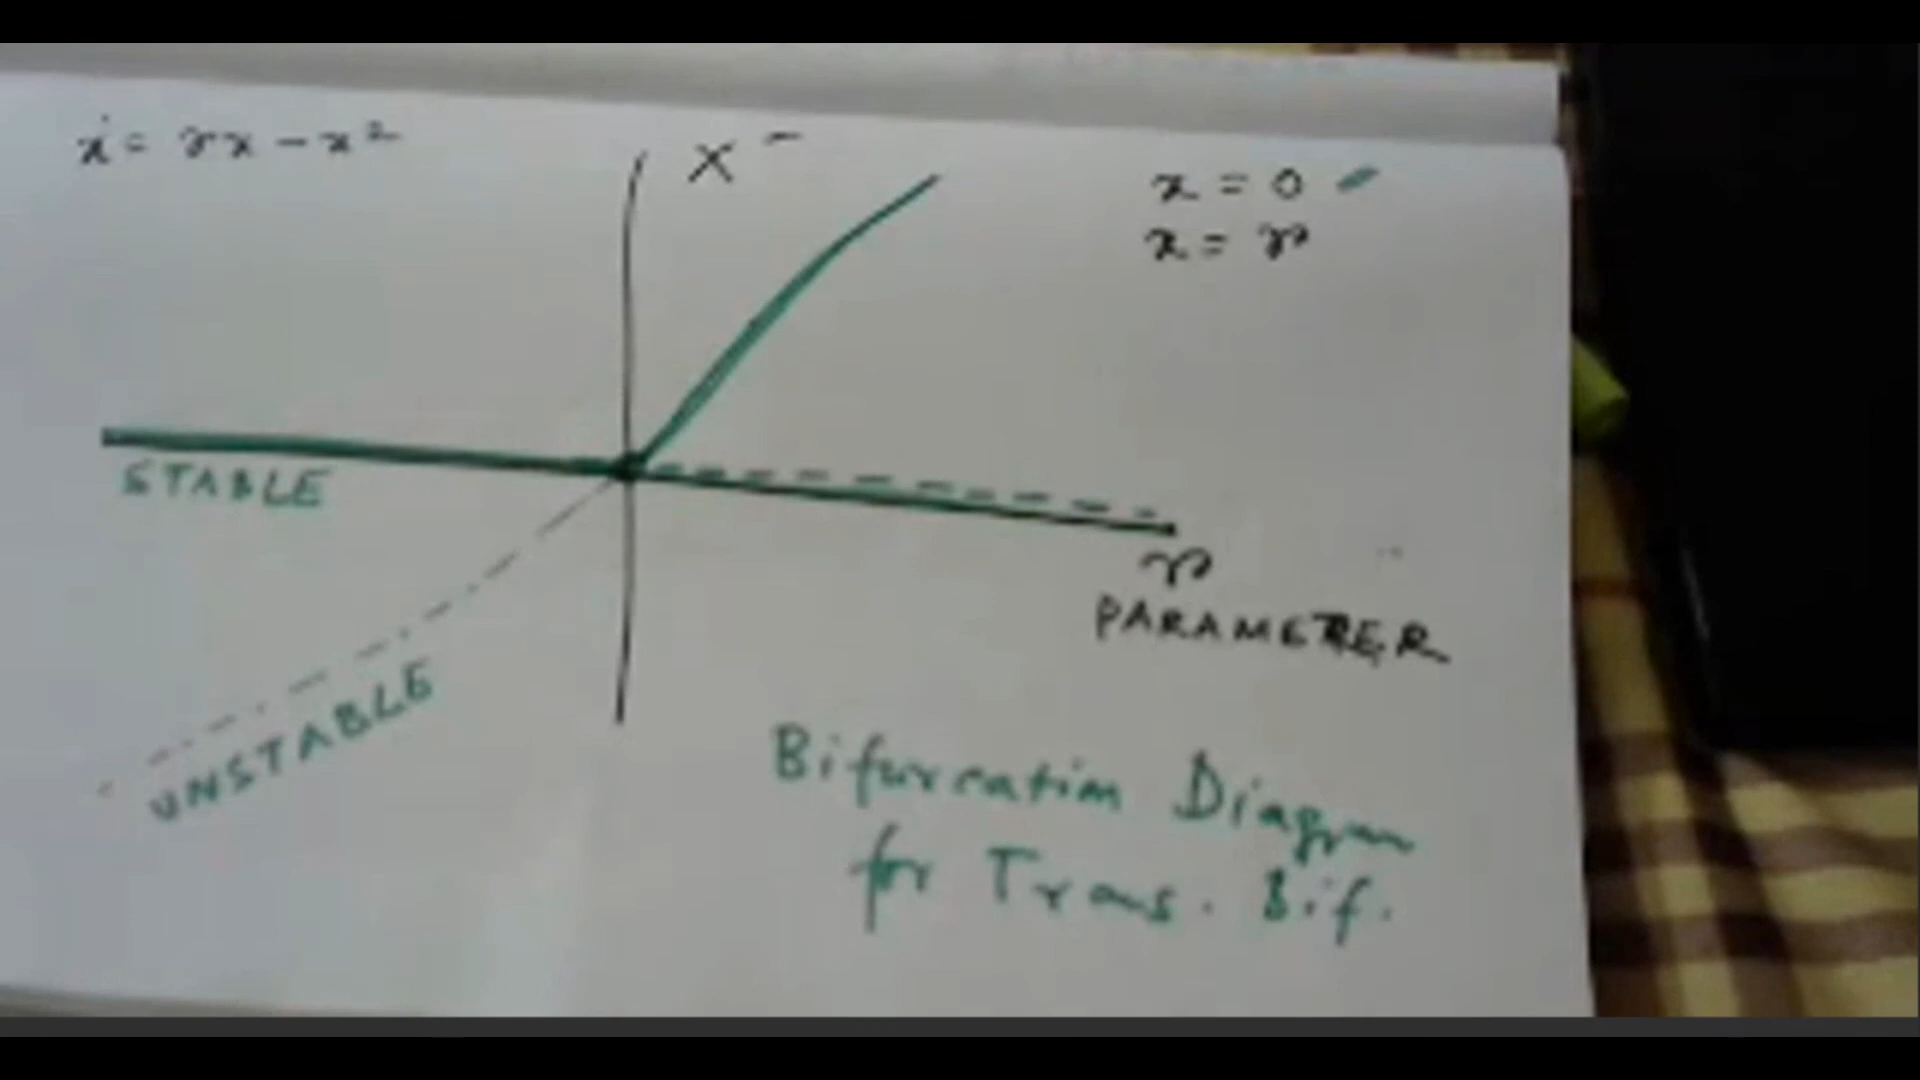 ẋ = rx - x²
X
x = 0
x = r
STABLE
r
PARAMETER
UNSTABLE
Bifurcation Diagram
for Trans. Bif.